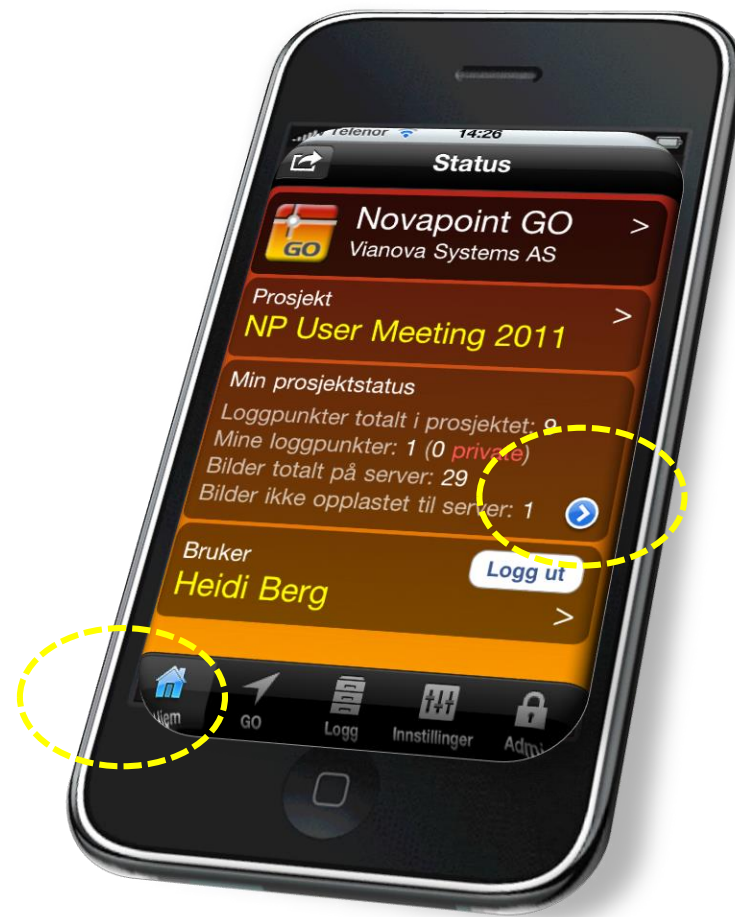 Telenor 14:26
Status
GO
Novapoint GO >
Vianova Systems AS
Prosjekt >
NP User Meeting 2011
Min prosjektstatus
Loggpunkter totalt i prosjektet: 9
Mine loggpunkter: 1 (0 private)
Bilder totalt på server: 29
Bilder ikke opplastet til server: 1
Bruker Logg ut
Heidi Berg >
Hjem GO Logg Innstillinger Admi